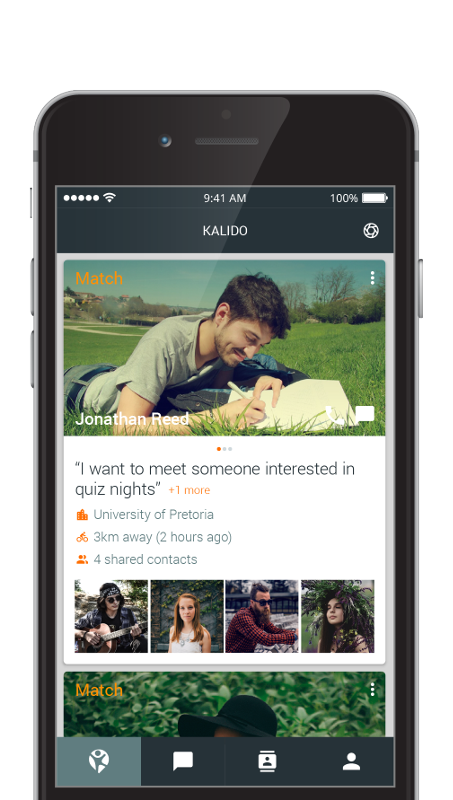 9:41 AM 100%
KALIDO
Match
Jonathan Reed
“I want to meet someone interested in
quiz nights” +1 more
University of Pretoria
3km away (2 hours ago)
4 shared contacts
Match